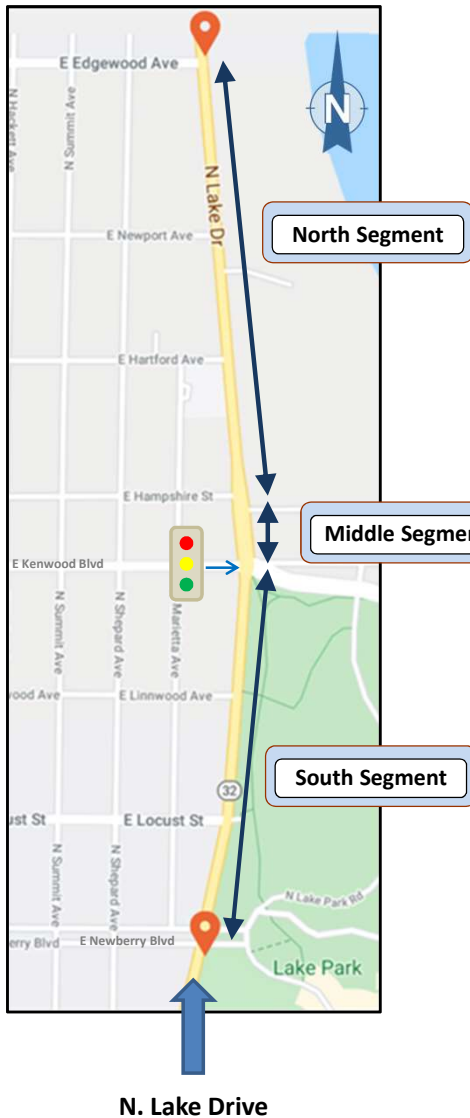 E Edgewood Ave
N Hackett Ave
N Summit Ave
N
N Lake Dr
E Newport Ave
North Segment
E Hartford Ave
E Hampshire St
Middle Segmen
E Kenwood Blvd
N Summit Ave
N Shepard Ave
Marietta Ave
wood Ave
E Linnwood Ave
South Segment
32
ust St
E Locust St
N Summit Ave
N Shepard Ave
N Lake Park Rd
erry Blvd
E Newberry Blvd
Lake Park
N. Lake Drive